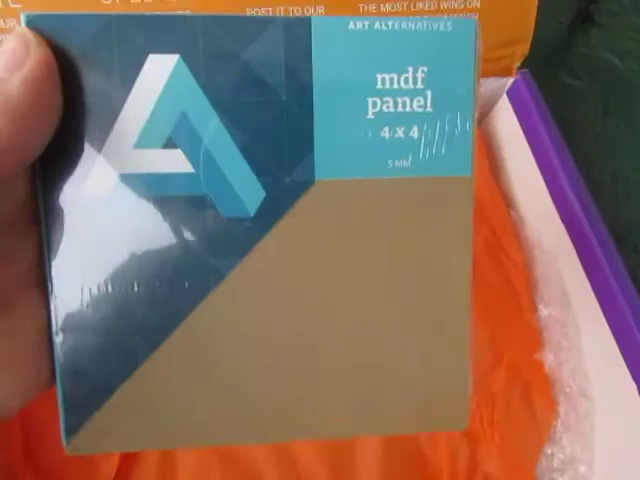 POST IT TO OUR
THE MOST LIKED WINS ON
ART ALTERNATIVES
mdf
panel
4 x 4
5 MM